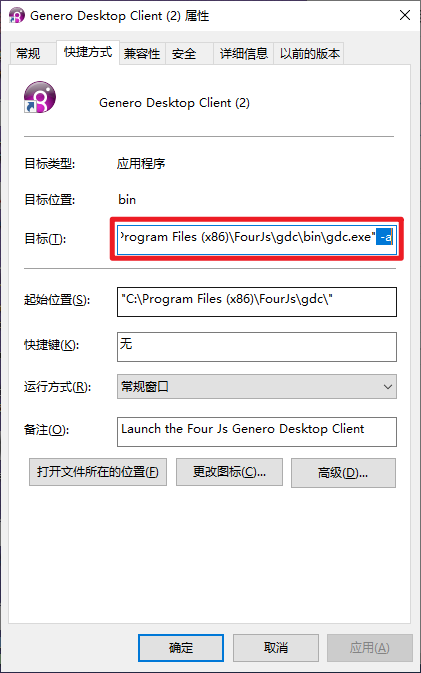 Genero Desktop Client (2) 属性
常规 快捷方式 兼容性 安全 详细信息 以前的版本
Genero Desktop Client (2)
目标类型: 应用程序
目标位置: bin
目标(T): Program Files (x86)\FourJs\gdc\bin\gdc.exe" -a
起始位置(S): "C:\Program Files (x86)\FourJs\gdc\"
快捷键(K): 无
运行方式(R): 常规窗口
备注(O): Launch the Four Js Genero Desktop Client
打开文件所在的位置(F) 更改图标(C)... 高级(D)...
确定 取消 应用(A)